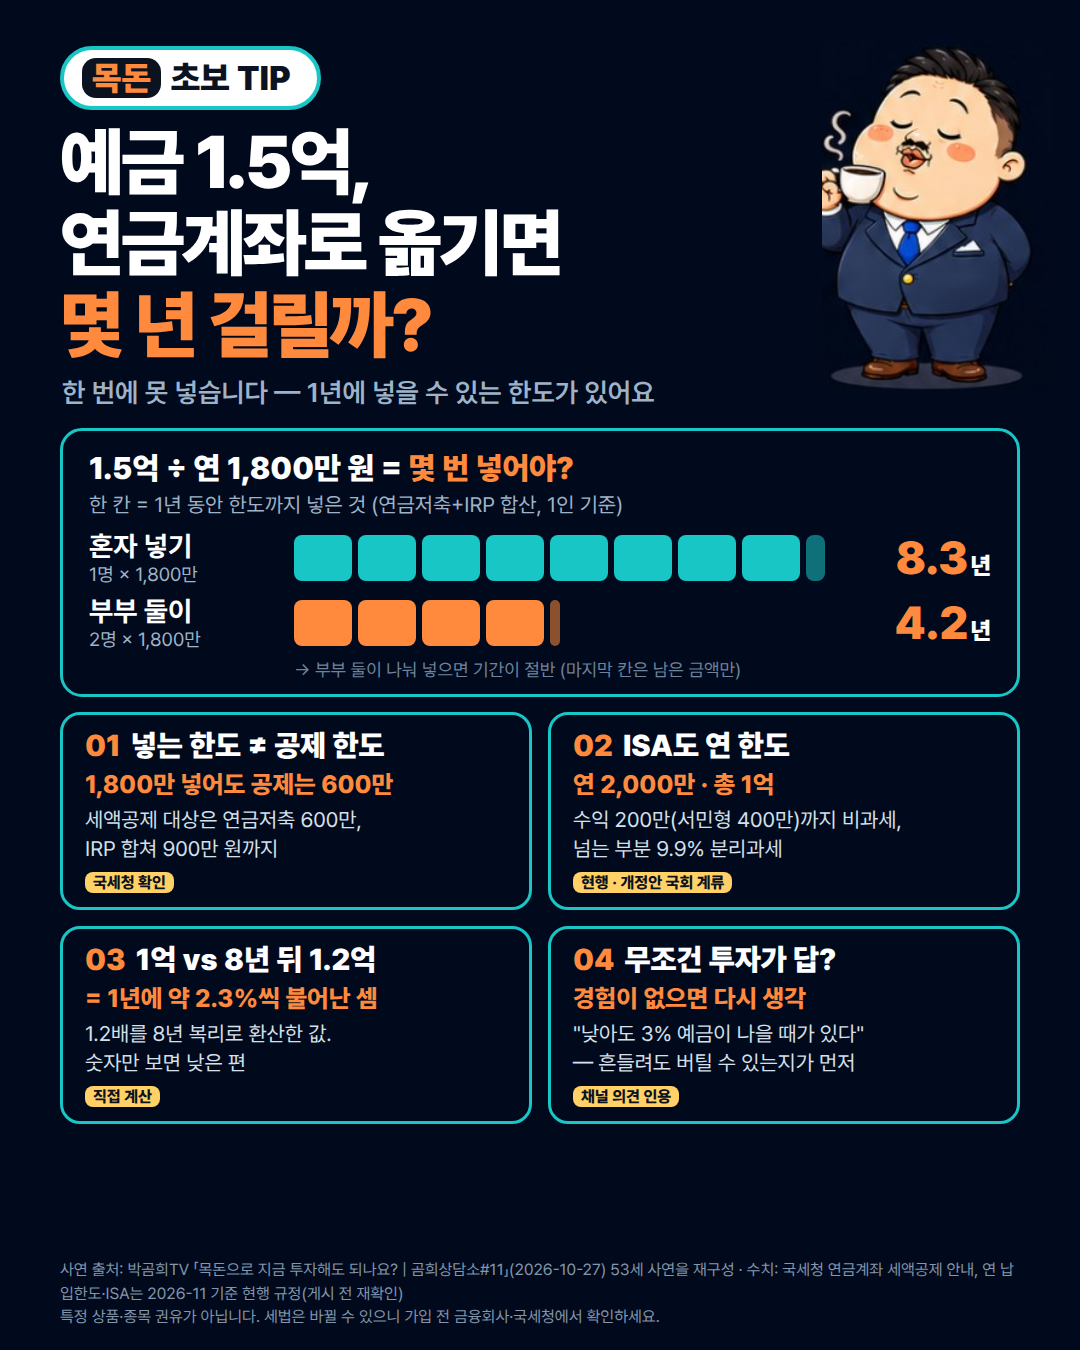 목돈 초보 TIP
예금 1.5억,
연금계좌로 옮기면
몇 년 걸릴까?
한 번에 못 넣습니다 — 1년에 넣을 수 있는 한도가 있어요
1.5억 ÷ 연 1,800만 원 = 몇 번 넣어야?
한 칸 = 1년 동안 한도까지 넣은 것 (연금저축+IRP 합산, 1인 기준)
혼자 넣기
1명 × 1,800만
8.3년
부부 둘이
2명 × 1,800만
4.2년
→ 부부 둘이 나눠 넣으면 기간이 절반 (마지막 칸은 남은 금액만)
01 넣는 한도 ≠ 공제 한도
1,800만 넣어도 공제는 600만
세액공제 대상은 연금저축 600만,
IRP 합쳐 900만 원까지
국세청 확인
02 ISA도 연 한도
연 2,000만 · 총 1억
수익 200만(서민형 400만)까지 비과세,
넘는 부분 9.9% 분리과세
현행 · 개정안 국회 계류
03 1억 vs 8년 뒤 1.2억
= 1년에 약 2.3%씩 불어난 셈
1.2배를 8년 복리로 환산한 값.
숫자만 보면 낮은 편
직접 계산
04 무조건 투자가 답?
경험이 없으면 다시 생각
"낮아도 3% 예금이 나을 때가 있다"
— 흔들려도 버틸 수 있는지가 먼저
채널 의견 인용
사연 출처: 박곰희TV 「목돈으로 지금 투자해도 되나요? | 곰희상담소#11」(2026-10-27) 53세 사연을 재구성 · 수치: 국세청 연금계좌 세액공제 안내, 연 납
입한도·ISA는 2026-11 기준 현행 규정(게시 전 재확인)
특정 상품·종목 권유가 아닙니다. 세법은 바뀔 수 있으니 가입 전 금융회사·국세청에서 확인하세요.